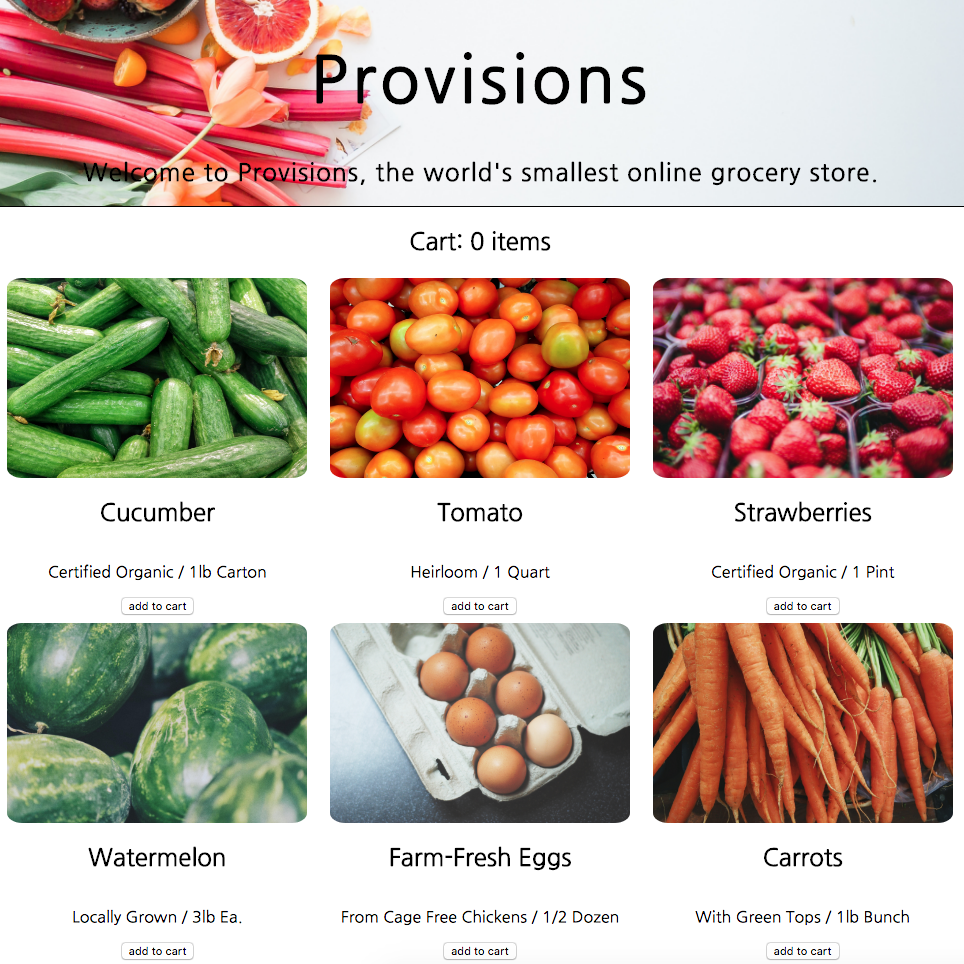 Provisions
Welcome to Provisions, the world's smallest online grocery store.
Cart: 0 items
Cucumber
Certified Organic / 1lb Carton
add to cart
Tomato
Heirloom / 1 Quart
add to cart
Strawberries
Certified Organic / 1 Pint
add to cart
Watermelon
Locally Grown / 3lb Ea.
add to cart
Farm-Fresh Eggs
From Cage Free Chickens / 1/2 Dozen
add to cart
Carrots
With Green Tops / 1lb Bunch
add to cart